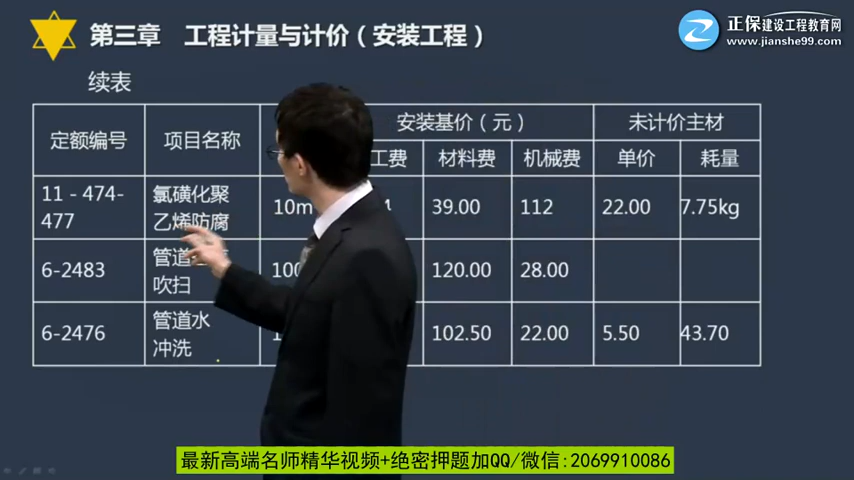 第三章 工程计量与计价（安装工程）
正保建设工程教育网
www.jianshe99.com
续表
定额编号 项目名称 安装基价（元） 未计价主材
工费 材料费 机械费 单价 耗量
11-474-477 氯磺化聚乙烯防腐 10m 39.00 112 22.00 7.75kg
6-2483 管道 吹扫 100 120.00 28.00
6-2476 管道水冲洗 102.50 22.00 5.50 43.70
最新高端名师精华视频+绝密押题加QQ/微信:2069910086